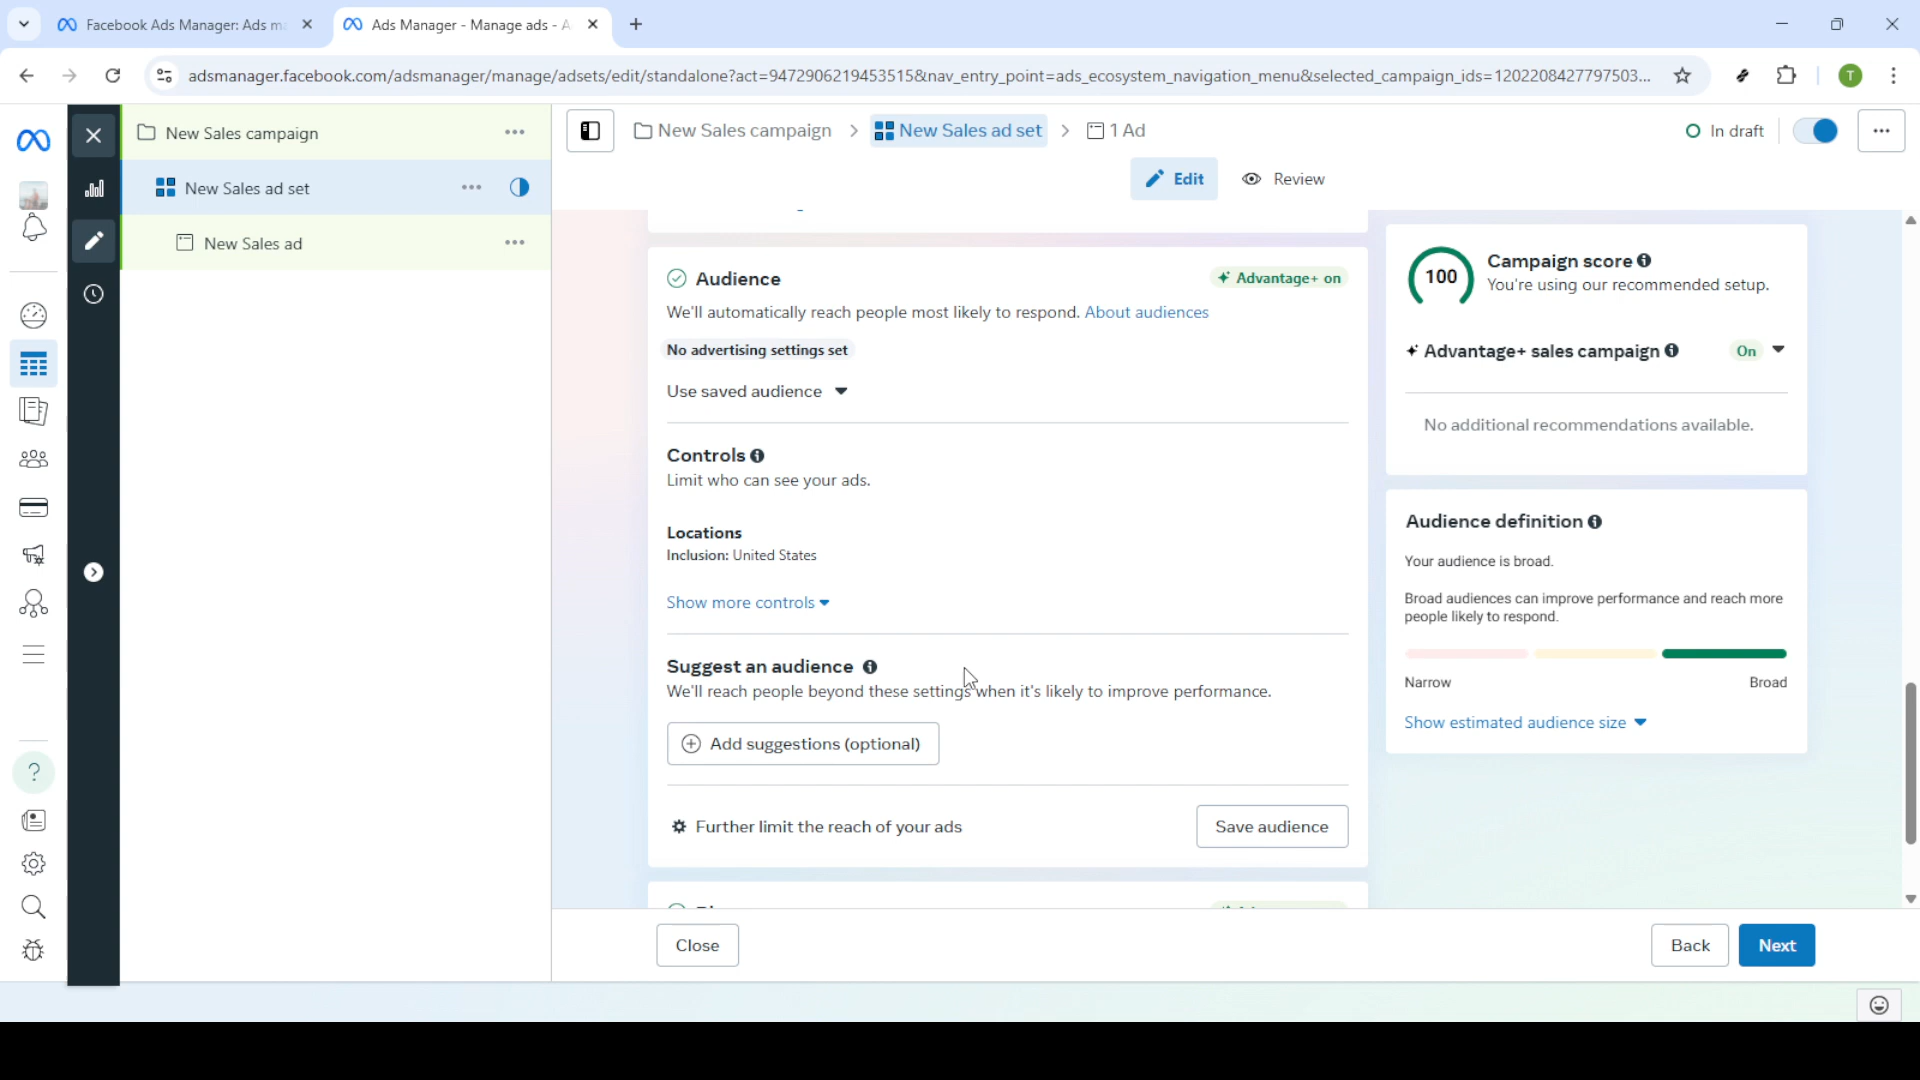 Facebook Ads Manager: Ads m
Ads Manager - Manage ads - A
adsmanager.facebook.com/adsmanager/manage/adsets/edit/standalone?act=9472906219453515&nav_entry_point=ads_ecosystem_navigation_menu&selected_campaign_ids=1202208427797503...
T
New Sales campaign
New Sales campaign > New Sales ad set > 1 Ad
In draft
New Sales ad set
Edit
Review
New Sales ad
Audience
Advantage+ on
We'll automatically reach people most likely to respond. About audiences
No advertising settings set
Use saved audience
Controls
Limit who can see your ads.
Locations
Inclusion: United States
Show more controls
Suggest an audience
We'll reach people beyond these settings when it's likely to improve performance.
Add suggestions (optional)
Further limit the reach of your ads
Save audience
100
Campaign score
You're using our recommended setup.
Advantage+ sales campaign
On
No additional recommendations available.
Audience definition
Your audience is broad.
Broad audiences can improve performance and reach more
people likely to respond.
Narrow
Broad
Show estimated audience size
Close
Back
Next